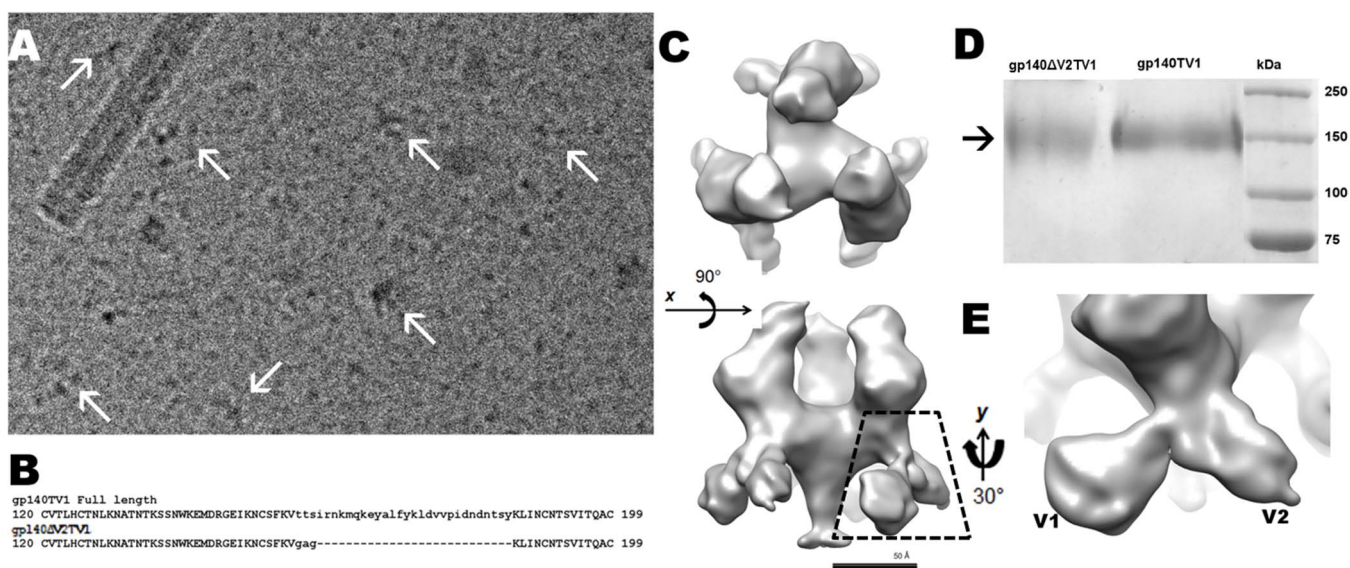 A
B
gp140TV1 Full length
120 CVTLHCTNLKNATNTKSSNWKEMDRGEIKNCSFKVttsirnkmqkeyalfykldvvpidndntsyKLINCNTSVITQAC 199
gp140ΔV2TV1
120 CVTLHCTNLKNATNTKSSNWKEMDRGEIKNCSFKVgag---------------------------KLINCNTSVITQAC 199
C
x
90°
y
30°
50 Å
D
gp140ΔV2TV1 gp140TV1 kDa
250
150
100
75
E
V1 V2